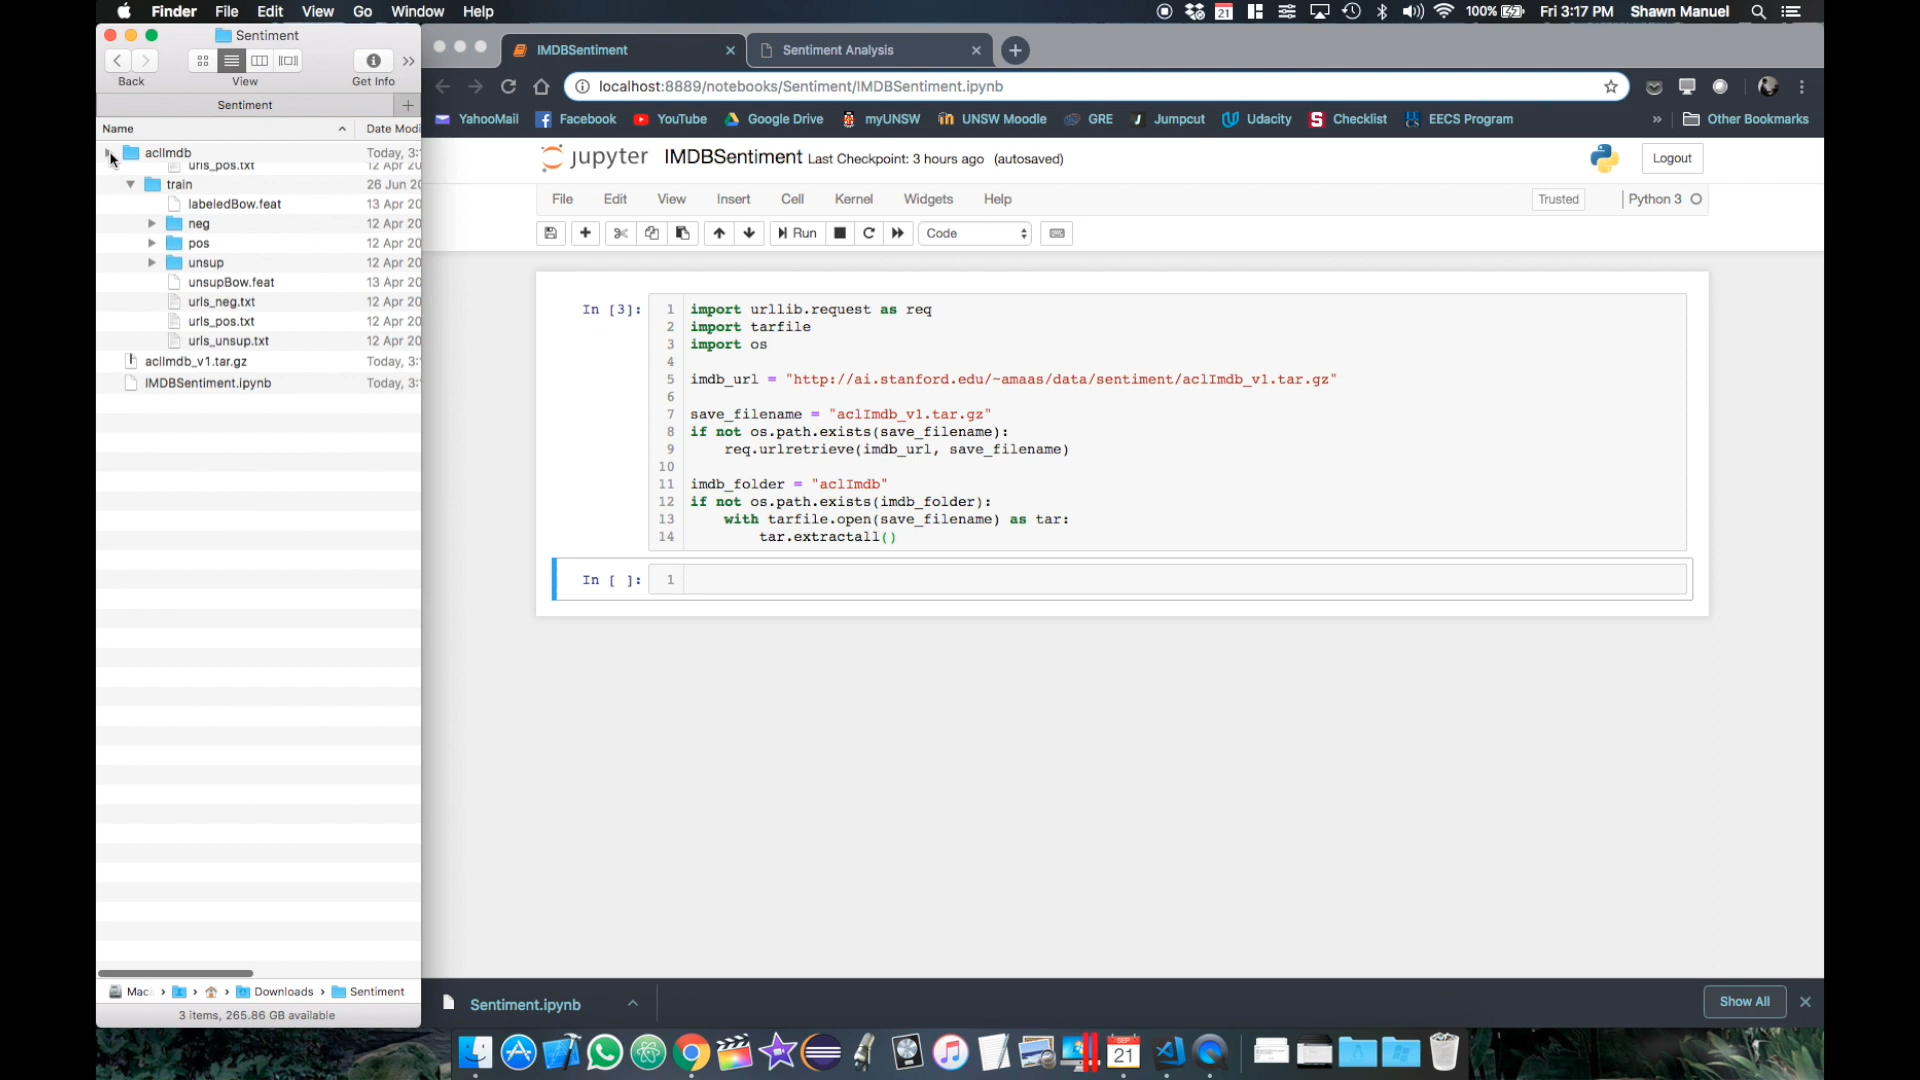 Finder File Edit View Go Window Help
21 100% Fri 3:17 PM Shawn Manuel
Sentiment
Back View Get Info
Sentiment
Name Date Modi
aclImdb Today, 3:
urls_pos.txt 12 Apr 20
train 26 Jun 20
labeledBow.feat 13 Apr 20
neg 12 Apr 20
pos 12 Apr 20
unsup 12 Apr 20
unsupBow.feat 13 Apr 20
urls_neg.txt 12 Apr 20
urls_pos.txt 12 Apr 20
urls_unsup.txt 12 Apr 20
aclImdb_v1.tar.gz Today, 3:
IMDBSentiment.ipynb Today, 3:
Downloads Sentiment
3 items, 265.86 GB available
IMDBSentiment Sentiment Analysis
localhost:8889/notebooks/Sentiment/IMDBSentiment.ipynb
YahooMail Facebook YouTube Google Drive myUNSW UNSW Moodle GRE Jumpcut Udacity Checklist EECS Program » Other Bookmarks
jupyter IMDBSentiment Last Checkpoint: 3 hours ago (autosaved) Logout
File Edit View Insert Cell Kernel Widgets Help Trusted Python 3
Run Code
In [3]:
1 import urllib.request as req
2 import tarfile
3 import os
4
5 imdb_url = "http://ai.stanford.edu/~amaas/data/sentiment/aclImdb_v1.tar.gz"
6
7 save_filename = "aclImdb_v1.tar.gz"
8 if not os.path.exists(save_filename):
9 req.urlretrieve(imdb_url, save_filename)
10
11 imdb_folder = "aclImdb"
12 if not os.path.exists(imdb_folder):
13 with tarfile.open(save_filename) as tar:
14 tar.extractall()
In [ ]: 1
Sentiment.ipynb Show All
SEP
21